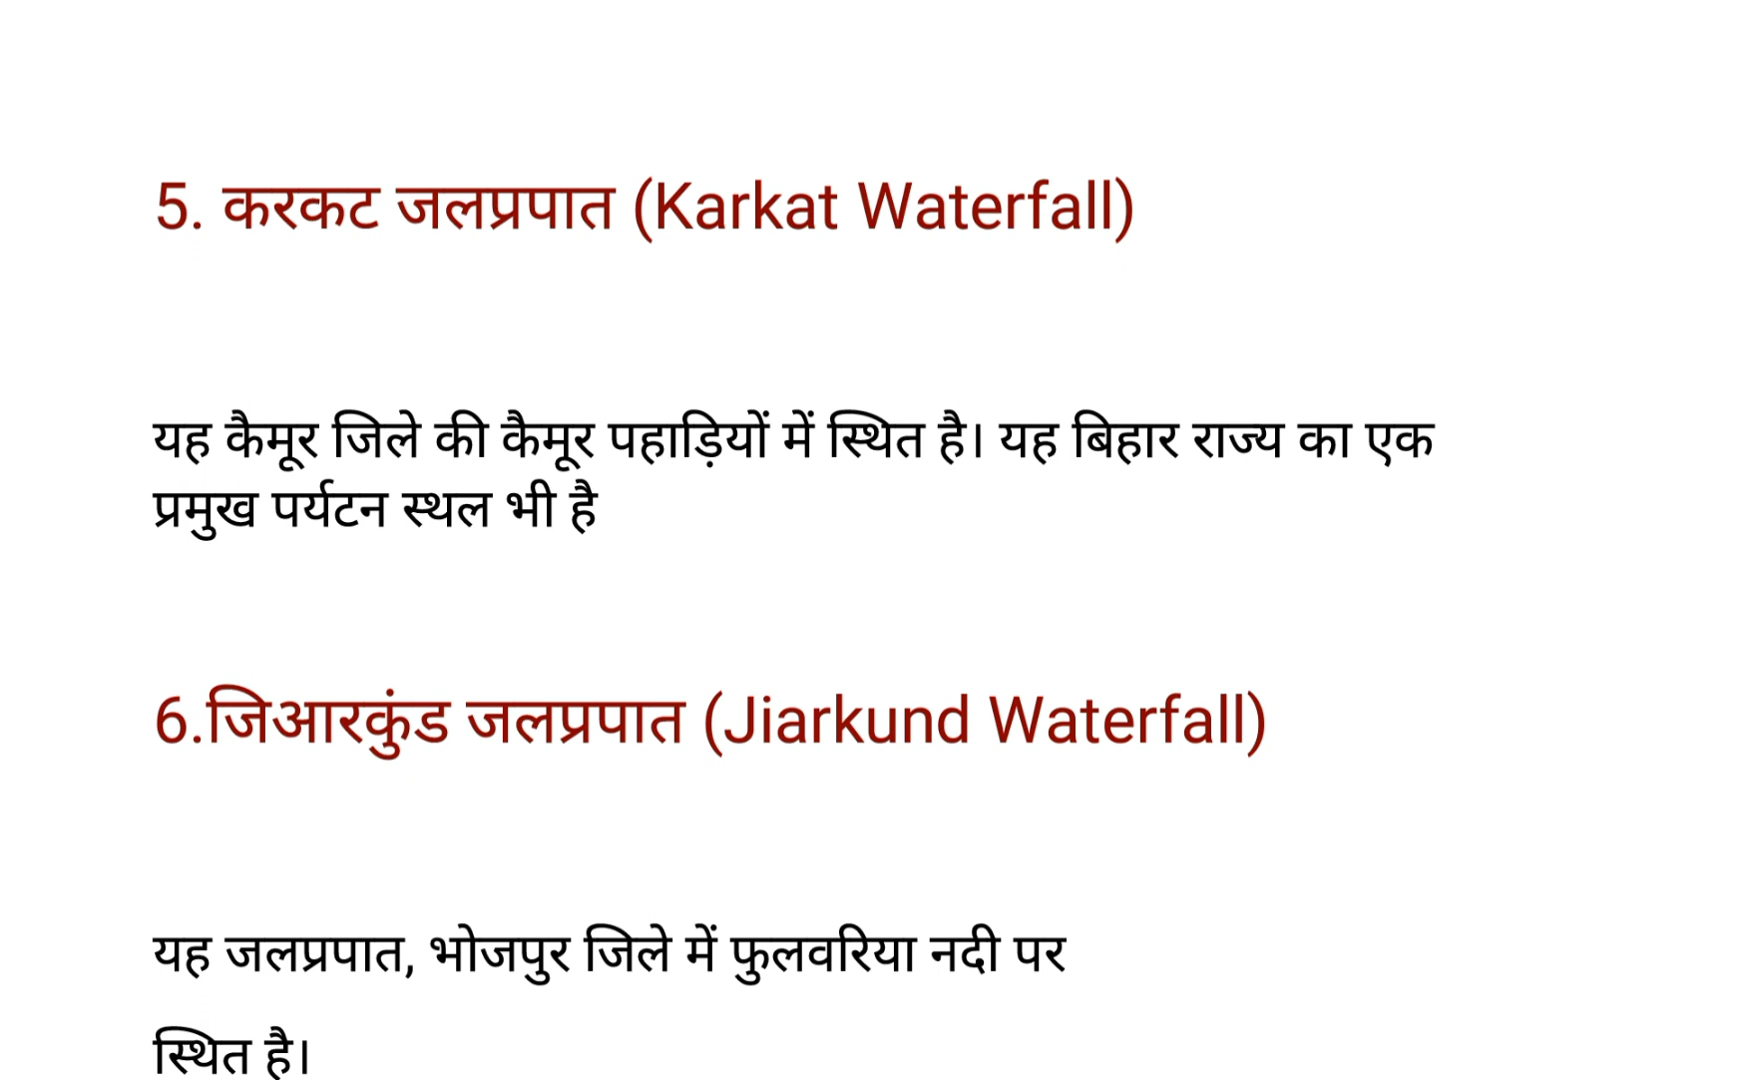 5. करकट जलप्रपात (Karkat Waterfall)
यह कैमूर जिले की कैमूर पहाड़ियों में स्थित है। यह बिहार राज्य का एक
प्रमुख पर्यटन स्थल भी है
6.जिआरकुंड जलप्रपात (Jiarkund Waterfall)
यह जलप्रपात, भोजपुर जिले में फुलवरिया नदी पर
स्थित है।